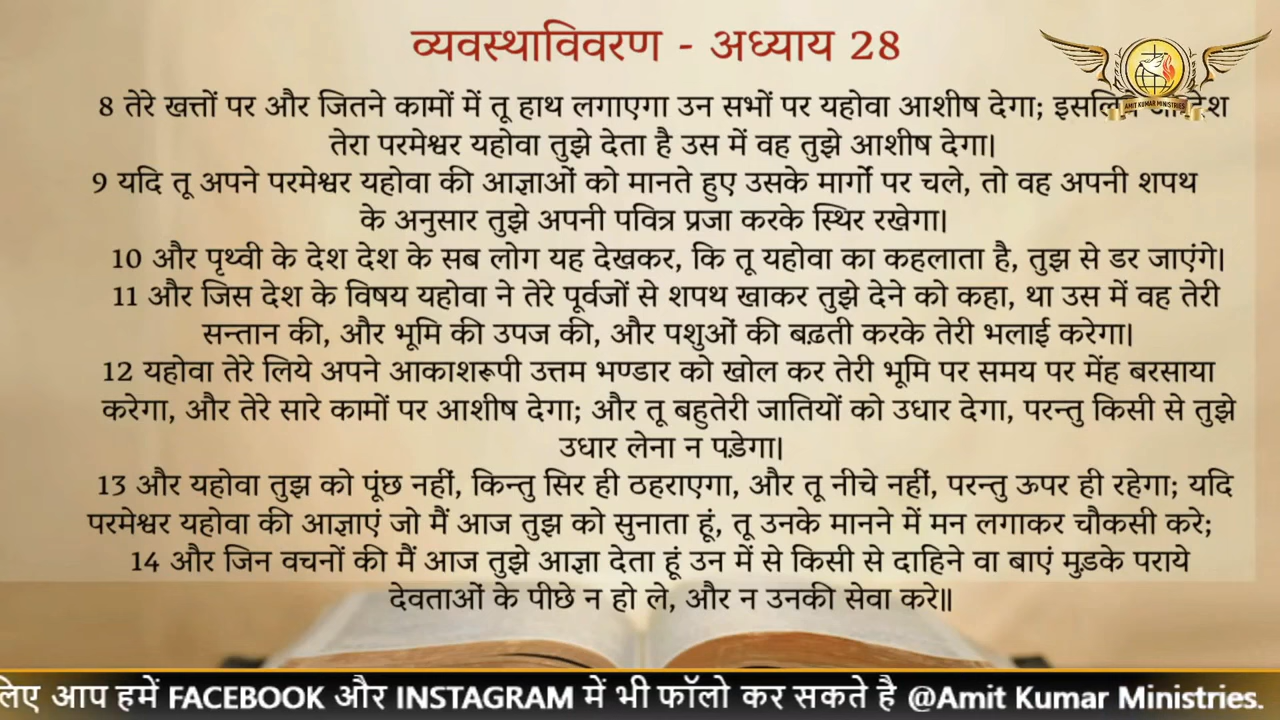 व्यवस्थाविवरण - अध्याय 28
AMIT KUMAR MINISTRIES
8 तेरे खत्तों पर और जितने कामों में तू हाथ लगाएगा उन सभों पर यहोवा आशीष देगा;
तेरा परमेश्वर यहोवा तुझे देता है उस में वह तुझे आशीष देगा।
9 यदि तू अपने परमेश्वर यहोवा की आज्ञाओं को मानते हुए उसके मार्गों पर चले, तो वह अपनी शपथ
के अनुसार तुझे अपनी पवित्र प्रजा करके स्थिर रखेगा।
10 और पृथ्वी के देश देश के सब लोग यह देखकर, कि तू यहोवा का कहलाता है, तुझ से डर जाएंगे।
11 और जिस देश के विषय यहोवा ने तेरे पूर्वजों से शपथ खाकर तुझे देने को कहा, था उस में वह तेरी
सन्तान की, और भूमि की उपज की, और पशुओं की बढ़ती करके तेरी भलाई करेगा।
12 यहोवा तेरे लिये अपने आकाशरूपी उत्तम भण्डार को खोल कर तेरी भूमि पर समय पर मेंह बरसाया
करेगा, और तेरे सारे कामों पर आशीष देगा; और तू बहुतेरी जातियों को उधार देगा, परन्तु किसी से तुझे
उधार लेना न पड़ेगा।
13 और यहोवा तुझ को पूंछ नहीं, किन्तु सिर ही ठहराएगा, और तू नीचे नहीं, परन्तु ऊपर ही रहेगा; यदि
परमेश्वर यहोवा की आज्ञाएं जो मैं आज तुझ को सुनाता हूं, तू उनके मानने में मन लगाकर चौकसी करे;
14 और जिन वचनों की मैं आज तुझे आज्ञा देता हूं उन में से किसी से दाहिने वा बाएं मुड़के पराये
देवताओं के पीछे न हो ले, और न उनकी सेवा करे॥
लिए आप हमें FACEBOOK और INSTAGRAM में भी फॉलो कर सकते है @Amit Kumar Ministries.